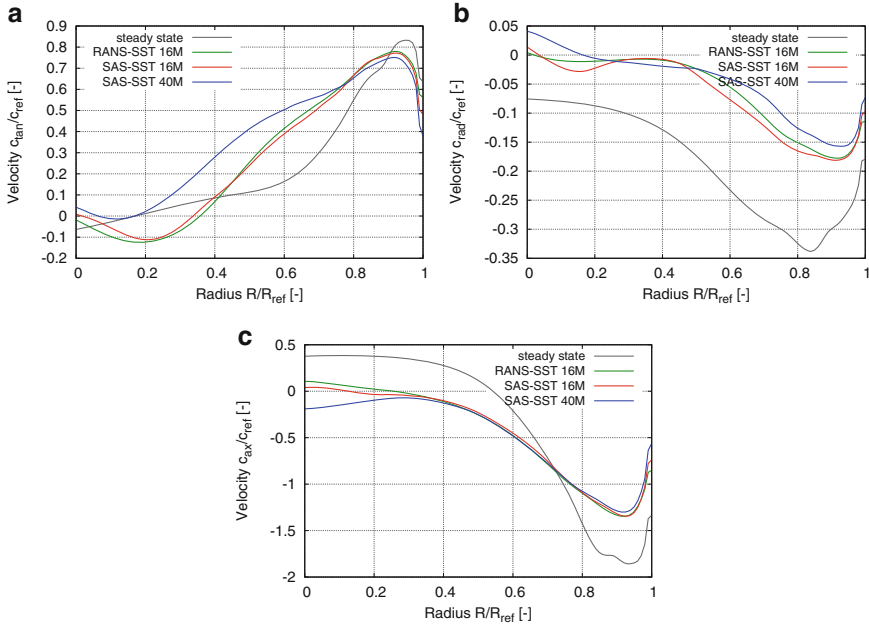 a
steady state
RANS-SST 16M
SAS-SST 16M
SAS-SST 40M
0.9
0.8
0.7
0.6
0.5
0.4
0.3
0.2
0.1
0
-0.1
-0.2
Velocity c_tan/c_ref [-]
0 0.2 0.4 0.6 0.8 1
Radius R/R_ref [-]
b
steady state
RANS-SST 16M
SAS-SST 16M
SAS-SST 40M
0.05
0
-0.05
-0.1
-0.15
-0.2
-0.25
-0.3
-0.35
Velocity c_rad/c_ref [-]
0 0.2 0.4 0.6 0.8 1
Radius R/R_ref [-]
c
steady state
RANS-SST 16M
SAS-SST 16M
SAS-SST 40M
0.5
0
-0.5
-1
-1.5
-2
Velocity c_ax/c_ref [-]
0 0.2 0.4 0.6 0.8 1
Radius R/R_ref [-]